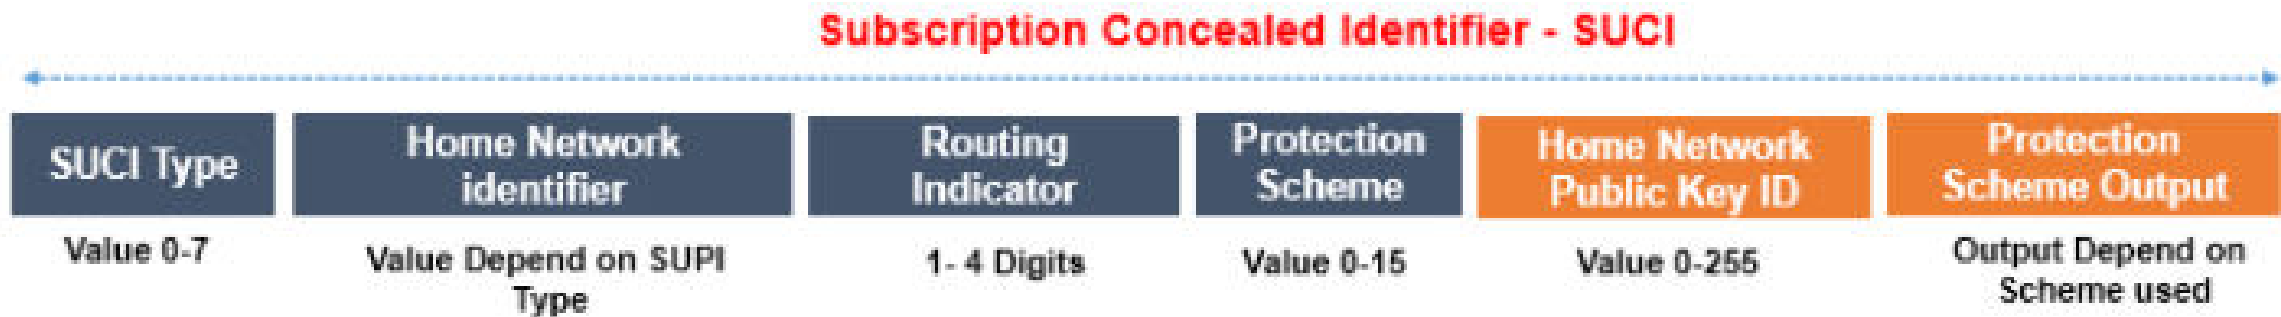 Subscription Concealed Identifier - SUCI
SUCI Type
Home Network
identifier
Routing
Indicator
Protection
Scheme
Home Network
Public Key ID
Protection
Scheme Output
Value 0-7
Value Depend on SUPI
Type
1- 4 Digits
Value 0-15
Value 0-255
Output Depend on
Scheme used